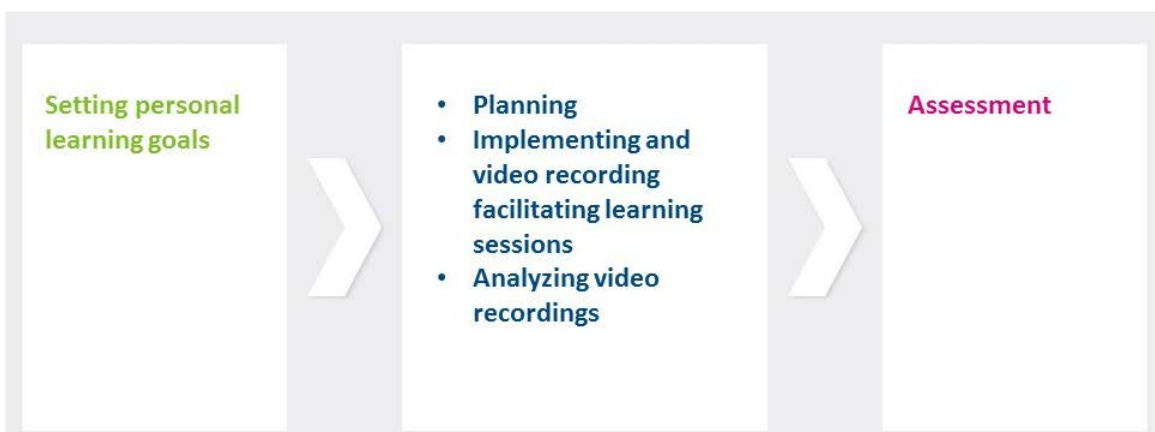 Setting personal
learning goals
• Planning
• Implementing and
video recording
facilitating learning
sessions
• Analyzing video
recordings
Assessment